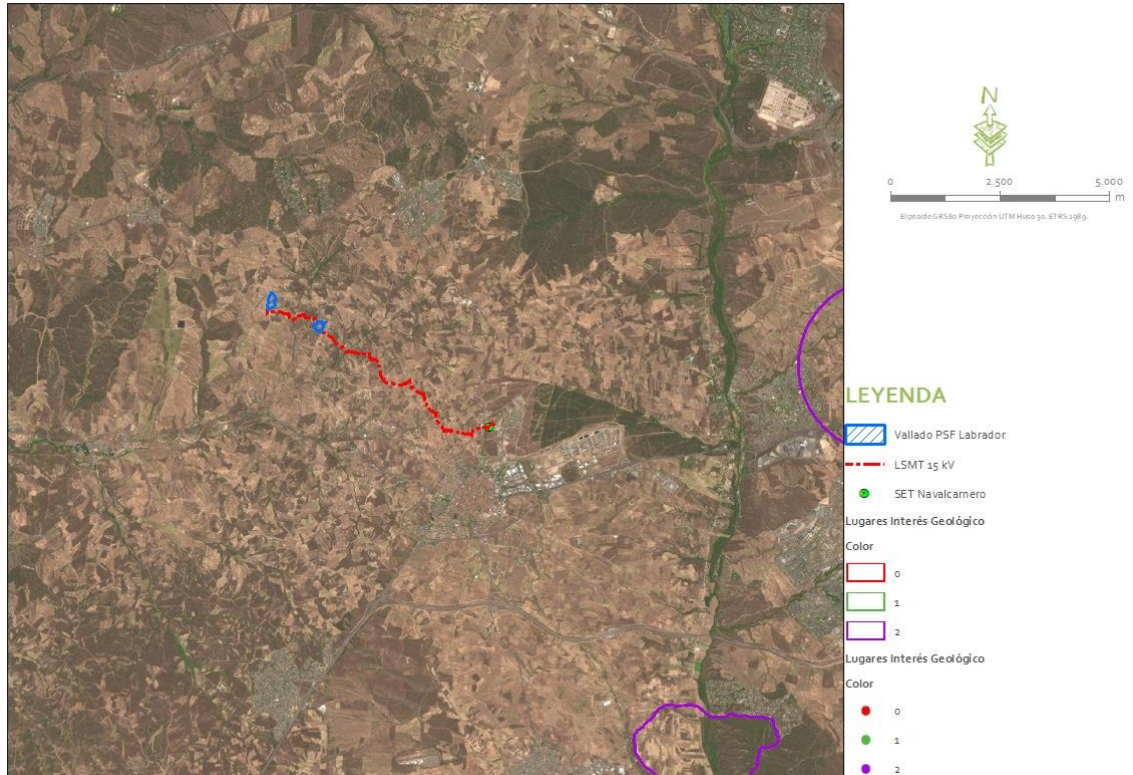 N
0 2.500 5.000
m
Elipsoide GRS80 Proyección UTM Huso 30. ETRS 1989.
LEYENDA
Vallado PSF Labrador
LSMT 15 kV
SET Navalcarnero
Lugares Interés Geológico
Color
0
1
2
Lugares Interés Geológico
Color
0
1
2